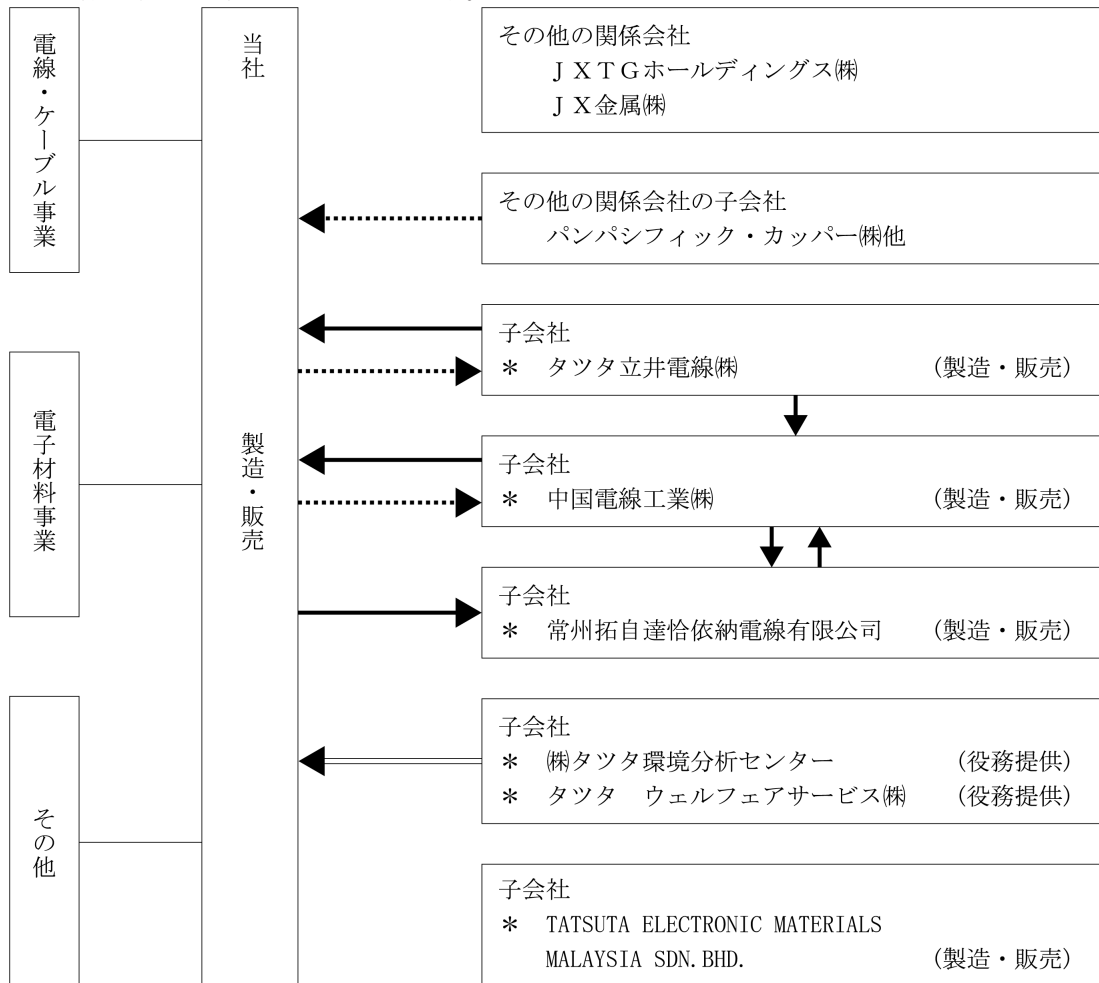 電線・ケーブル事業
電子材料事業
その他
当社
製造・販売
その他の関係会社
ＪＸＴＧホールディングス㈱
ＪＸ金属㈱
その他の関係会社の子会社
パンパシフィック・カッパー㈱他
子会社
＊ タツタ立井電線㈱ （製造・販売）
子会社
＊ 中国電線工業㈱ （製造・販売）
子会社
＊ 常州拓自達恰依納電線有限公司 （製造・販売）
子会社
＊ ㈱タツタ環境分析センター （役務提供）
＊ タツタ　ウェルフェアサービス㈱ （役務提供）
子会社
＊ TATSUTA ELECTRONIC MATERIALS
MALAYSIA SDN.BHD. （製造・販売）